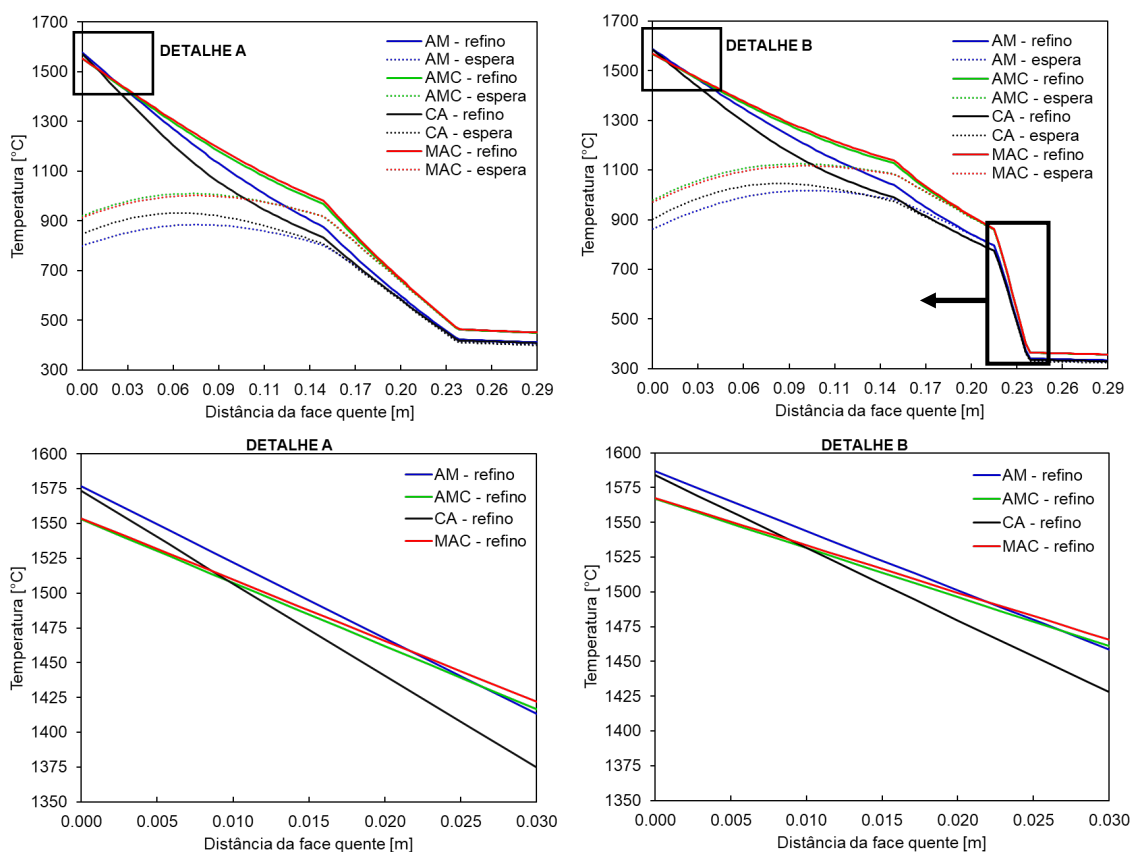 1700
1500
1300
1100
900
700
500
300
Temperatura [°C]
DETALHE A
AM - refino
AM - espera
AMC - refino
AMC - espera
CA - refino
CA - espera
MAC - refino
MAC - espera
0.00 0.03 0.06 0.09 0.11 0.14 0.17 0.20 0.23 0.26 0.29
Distância da face quente [m]
1700
1500
1300
1100
900
700
500
300
Temperatura [°C]
DETALHE B
AM - refino
AM - espera
AMC - refino
AMC - espera
CA - refino
CA - espera
MAC - refino
MAC - espera
0.00 0.03 0.06 0.09 0.11 0.14 0.17 0.20 0.23 0.26 0.29
Distância da face quente [m]
DETALHE A
1600
1575
1550
1525
1500
1475
1450
1425
1400
1375
1350
Temperatura [°C]
AM - refino
AMC - refino
CA - refino
MAC - refino
0.000 0.005 0.010 0.015 0.020 0.025 0.030
Distância da face quente [m]
DETALHE B
1600
1575
1550
1525
1500
1475
1450
1425
1400
1375
1350
Temperatura [°C]
AM - refino
AMC - refino
CA - refino
MAC - refino
0.000 0.005 0.010 0.015 0.020 0.025 0.030
Distância da face quente [m]